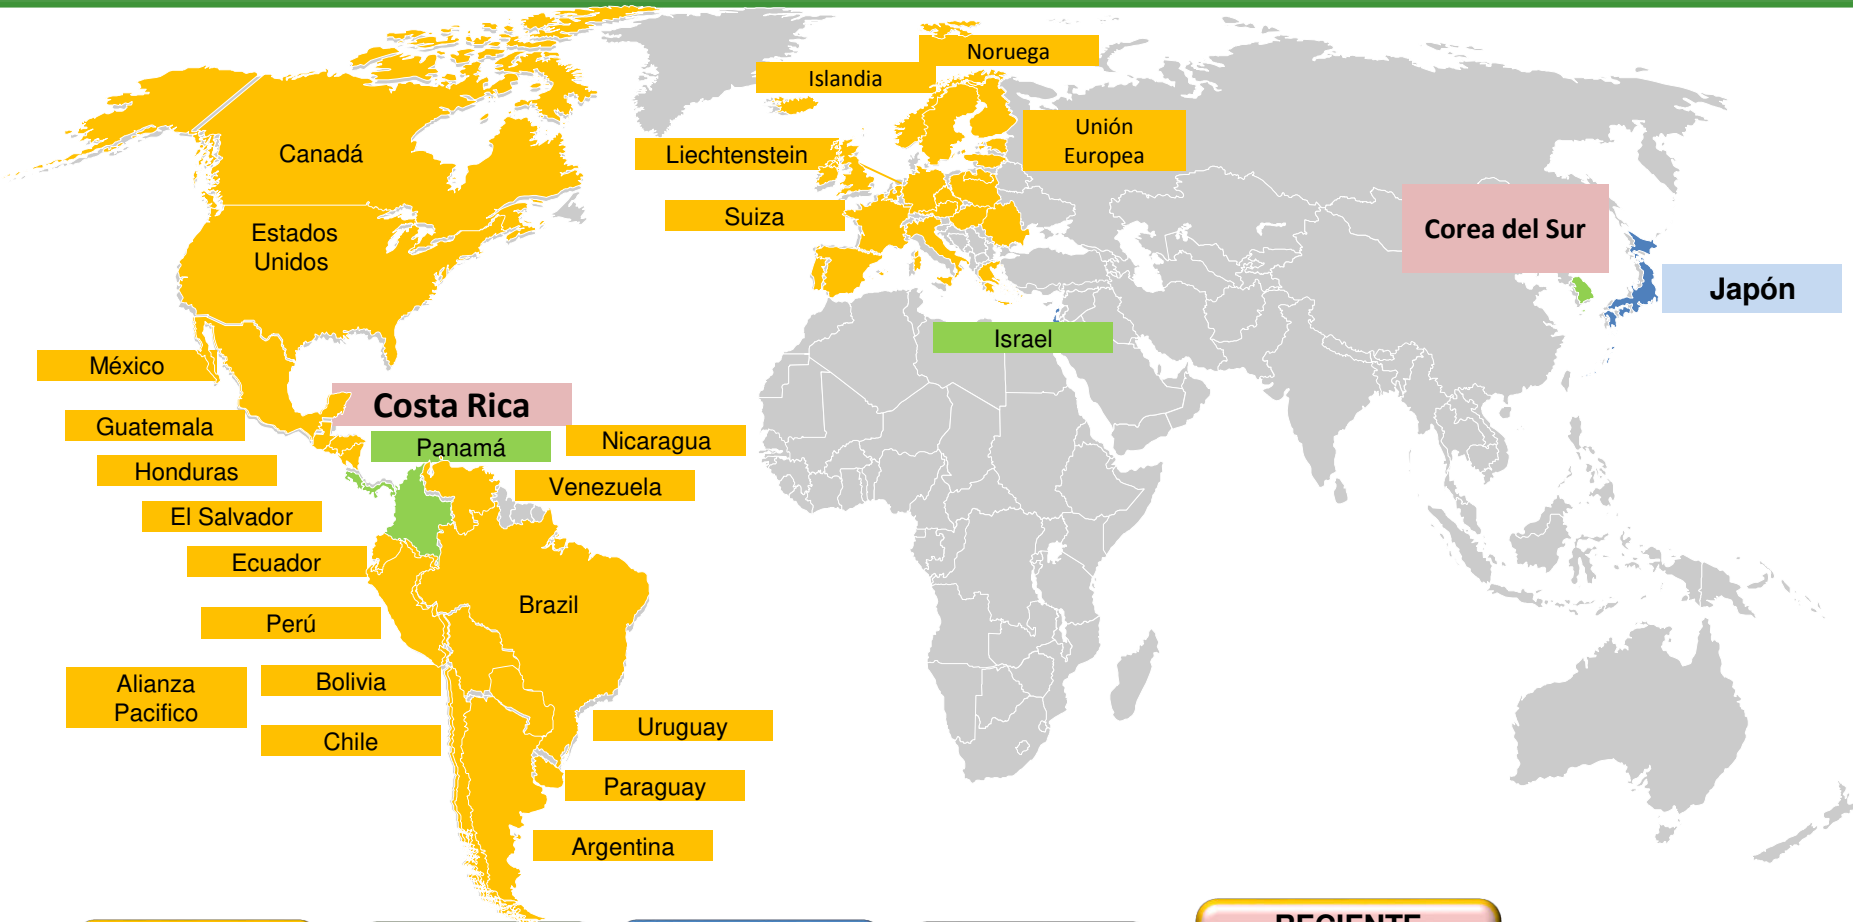 Noruega
Islandia
Unión
Europea
Canadá
Liechtenstein
Suiza
Estados
Unidos
Corea del Sur
Japón
Israel
México
Costa Rica
Guatemala
Panamá
Nicaragua
Honduras
Venezuela
El Salvador
Ecuador
Brazil
Perú
Alianza
Pacifico
Bolivia
Uruguay
Chile
Paraguay
Argentina
RECIENTE